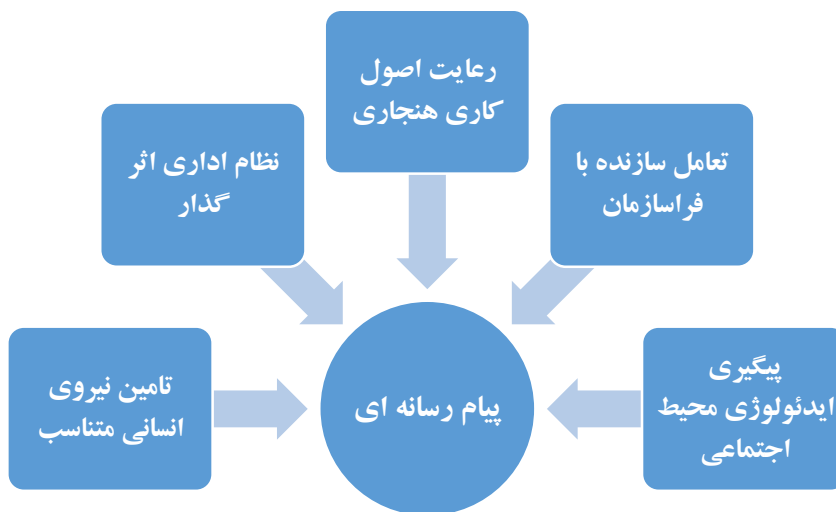 رعایت اصول
کاری هنجاری
تعامل سازنده با
فراسازمان
نظام اداری اثر
گذار
پیگیری
ایدئولوژی محیط
اجتماعی
پیام رسانه ای
تامین نیروی
انسانی متناسب